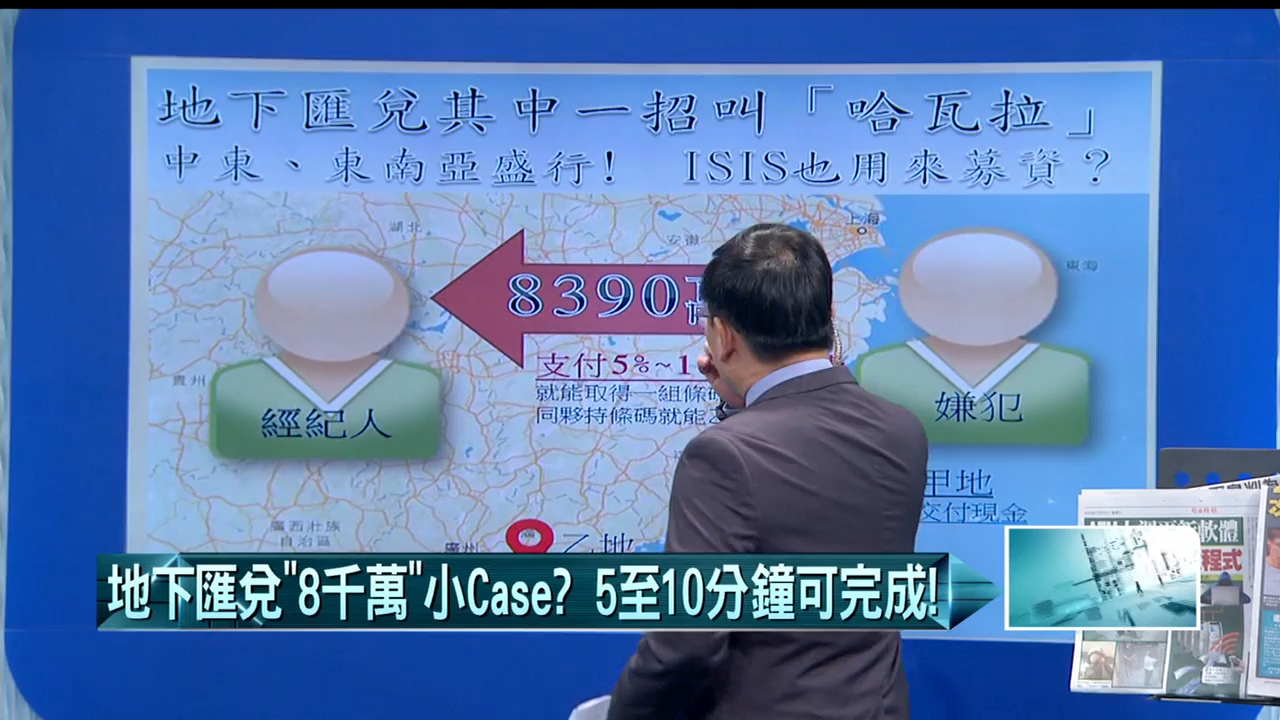 地下匯兌其中一招叫「哈瓦拉」
中東、東南亞盛行! ISIS也用來募資?
上海
湖北
安徽
東海
8390
支付5%~1
貴州
就能取得一組條
同夥持條碼就能
經紀人
嫌犯
甲地
交付現金
廣西壯族
自治區
廣州
乙地
軟體
程式
地下匯兌"8千萬"小Case? 5至10分鐘可完成!